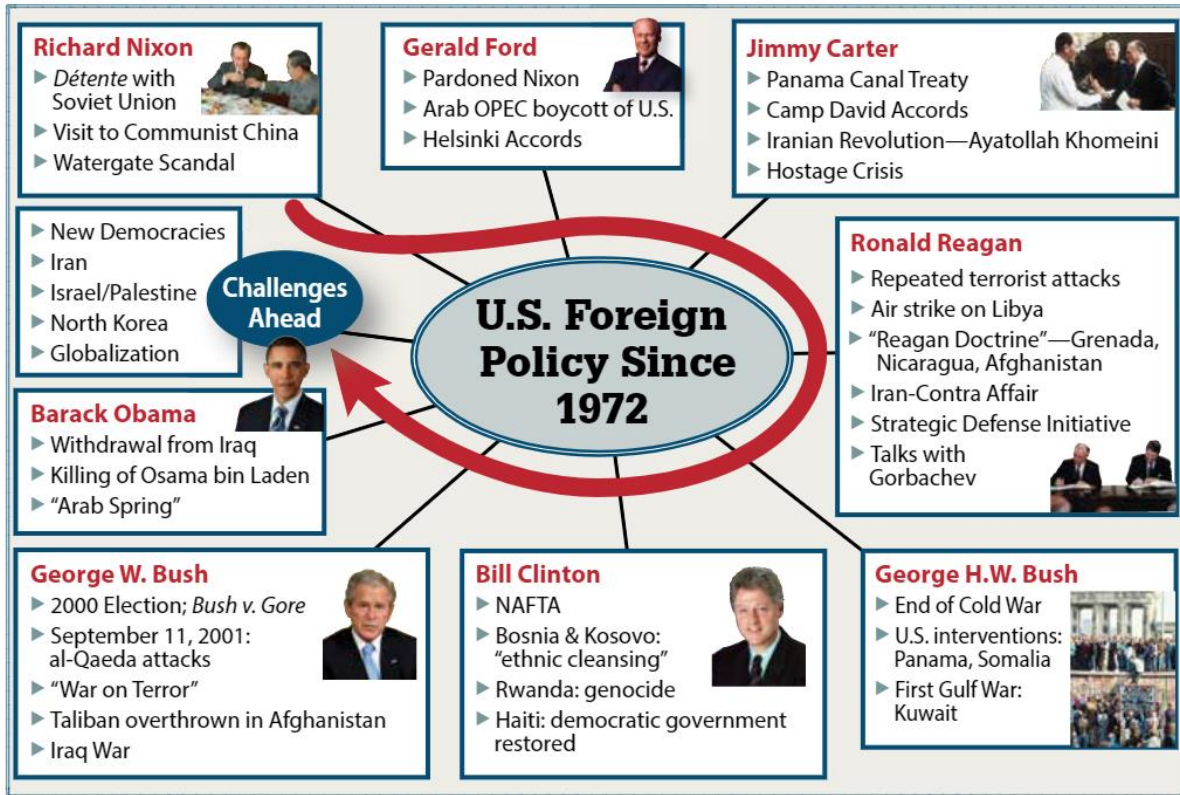 Richard Nixon
Détente with
Soviet Union
Visit to Communist China
Watergate Scandal
Gerald Ford
Pardoned Nixon
Arab OPEC boycott of U.S.
Helsinki Accords
Jimmy Carter
Panama Canal Treaty
Camp David Accords
Iranian Revolution—Ayatollah Khomeini
Hostage Crisis
Ronald Reagan
Repeated terrorist attacks
Air strike on Libya
“Reagan Doctrine”—Grenada,
Nicaragua, Afghanistan
Iran-Contra Affair
Strategic Defense Initiative
Talks with
Gorbachev
U.S. Foreign
Policy Since
1972
George H.W. Bush
End of Cold War
U.S. interventions:
Panama, Somalia
First Gulf War:
Kuwait
Bill Clinton
NAFTA
Bosnia & Kosovo:
“ethnic cleansing”
Rwanda: genocide
Haiti: democratic government
restored
George W. Bush
2000 Election; Bush v. Gore
September 11, 2001:
al-Qaeda attacks
“War on Terror”
Taliban overthrown in Afghanistan
Iraq War
Barack Obama
Withdrawal from Iraq
Killing of Osama bin Laden
“Arab Spring”
Challenges
Ahead
New Democracies
Iran
Israel/Palestine
North Korea
Globalization